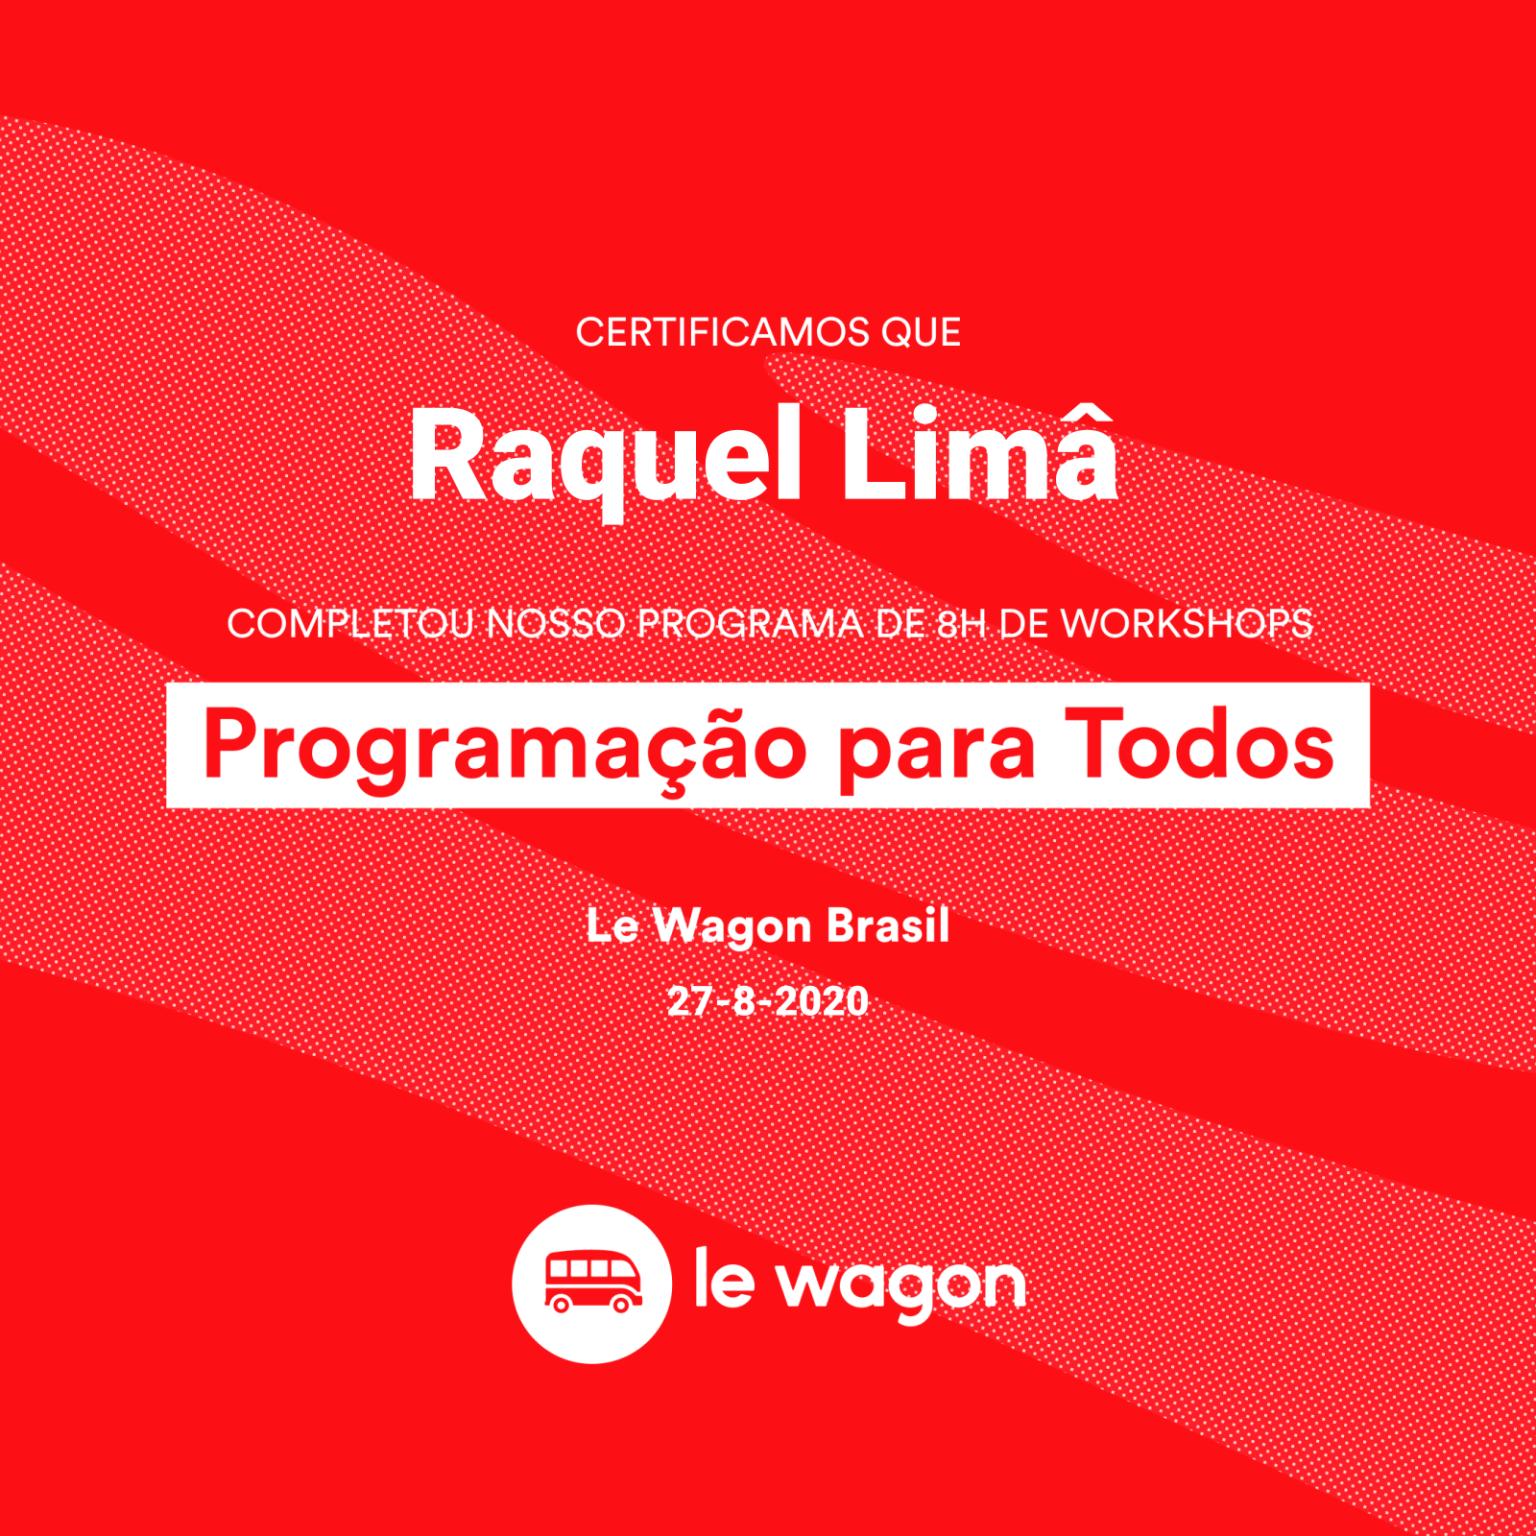 CERTIFICAMOS QUE
Raquel Limâ
COMPLETOU NOSSO PROGRAMA DE 8H DE WORKSHOPS
Programação para Todos
Le Wagon Brasil
27-8-2020
le wagon